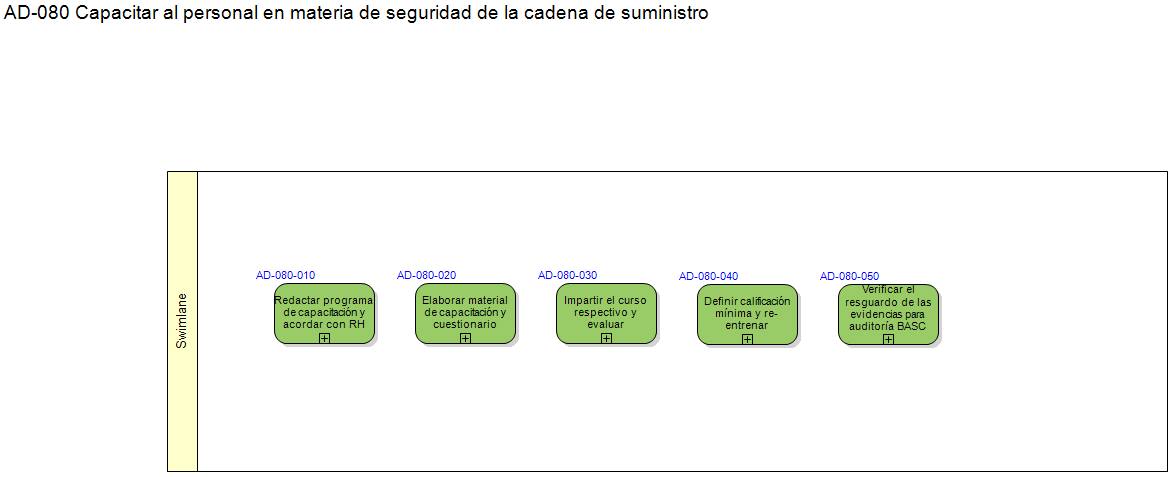 AD-080 Capacitar al personal en materia de seguridad de la cadena de suministro
Swimlane
AD-080-010
Redactar programa
de capacitación y
acordar con RH
AD-080-020
Elaborar material
de capacitación y
cuestionario
AD-080-030
Impartir el curso
respectivo y
evaluar
AD-080-040
Definir calificación
mínima y re-
entrenar
AD-080-050
Verificar el
resguardo de las
evidencias para
auditoría BASC